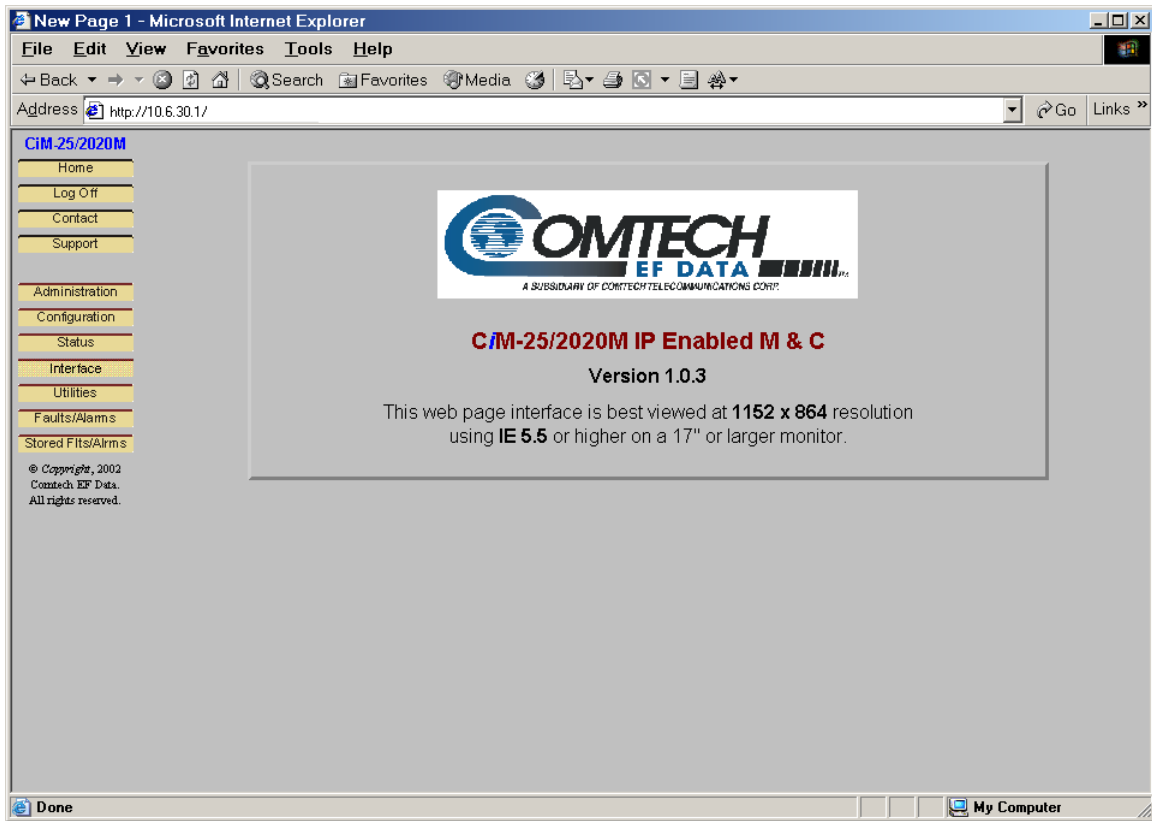 New Page 1 - Microsoft Internet Explorer
File Edit View Favorites Tools Help
Back Search Favorites Media
Address http://10.6.30.1/ Go Links »
CiM-25/2020M
Home
Log Off
Contact
Support
Administration
Configuration
Status
Interface
Utilities
Faults/Alarms
Stored Flts/Alrms
© Copyright, 2002
Comtech EF Data.
All rights reserved.
COMTECH
EF DATA
A SUBSIDIARY OF COMTECH TELECOMMUNICATIONS CORP.
CiM-25/2020M IP Enabled M & C
Version 1.0.3
This web page interface is best viewed at 1152 x 864 resolution
using IE 5.5 or higher on a 17" or larger monitor.
Done My Computer